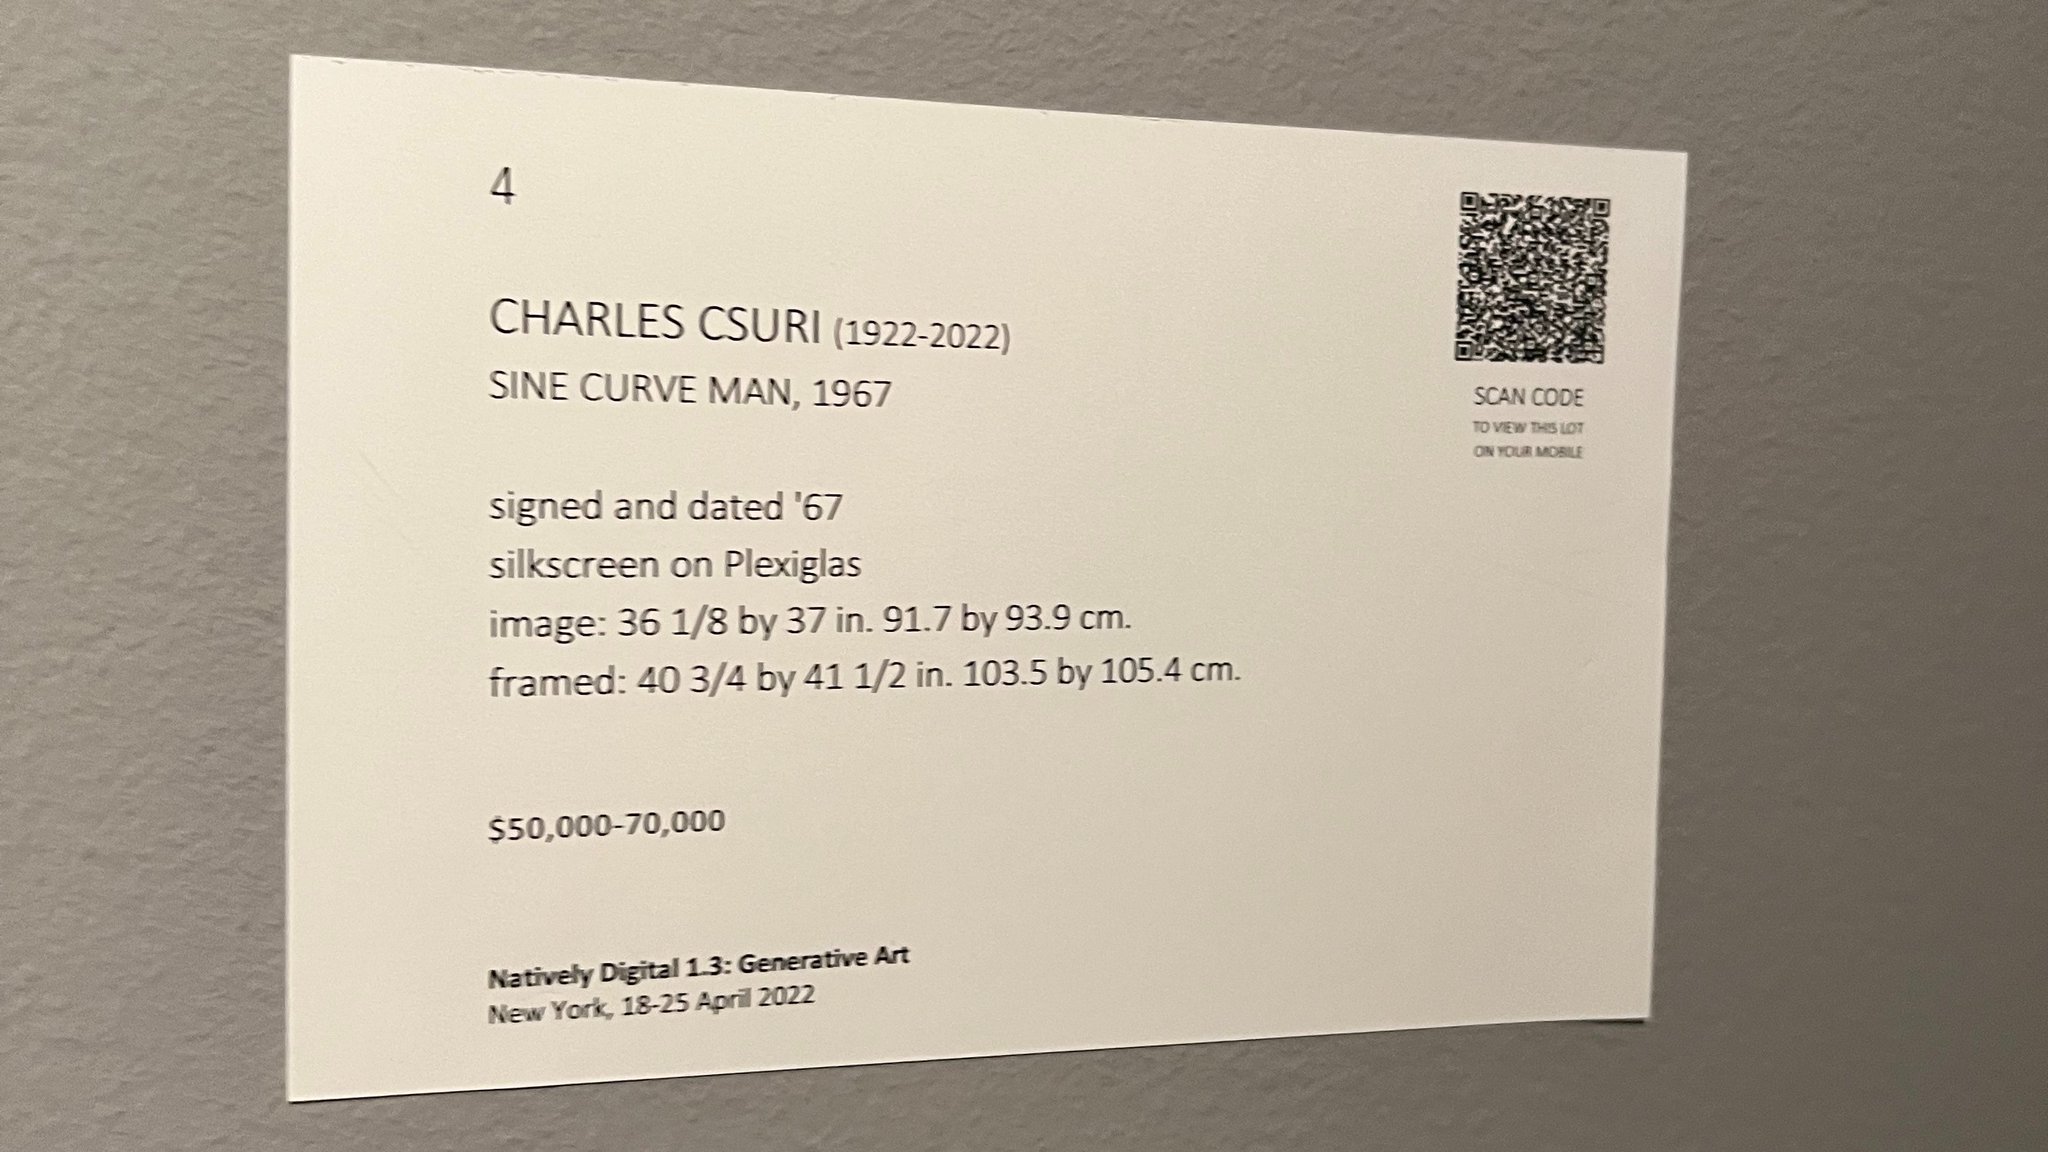 4
CHARLES CSURI (1922-2022)
SINE CURVE MAN, 1967
signed and dated '67
silkscreen on Plexiglas
image: 36 1/8 by 37 in. 91.7 by 93.9 cm.
framed: 40 3/4 by 41 1/2 in. 103.5 by 105.4 cm.
$50,000-70,000
Natively Digital 1.3: Generative Art
New York, 18-25 April 2022
SCAN CODE
TO VIEW THIS LOT
ON YOUR MOBILE